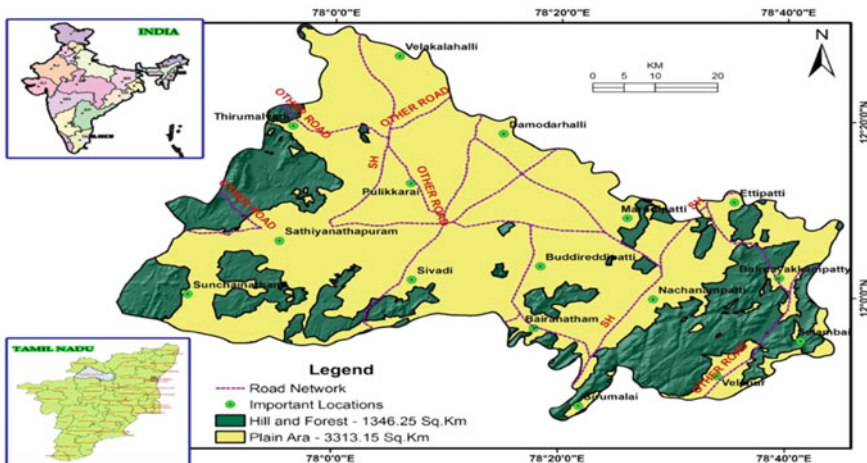 78°0'0"E
78°20'0"E
78°40'0"E
INDIA
N
KM
0 5 10 20
Velakalahalli
OTHER ROAD
OTHER ROAD
12°20'0"N
Damodarhalli
SH
OTHER ROAD
Pulikkarai
OTHER ROAD
SH
Ettipatti
Sathiyanathapuram
Buddireddipatti
Sivadi
Nachanampatti
12°0'0"N
Bairanatham
SH
Selambai
TAMIL NADU
OTHER ROAD
Sirumalai
Legend
Road Network
Important Locations
Hill and Forest - 1346.25 Sq.Km
Plain Ara - 3313.15 Sq.Km
78°0'0"E
78°20'0"E
78°40'0"E